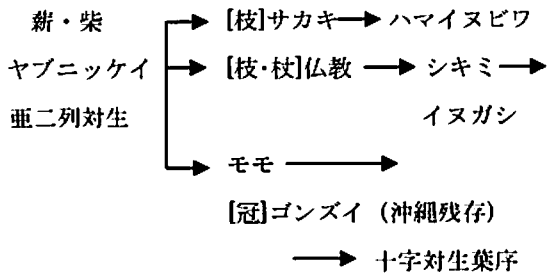 薪・柴 [枝]サカキ→ハマイヌビワ
ヤブニッケイ [枝・杖]仏教→シキミ→
亜二列対生 イヌガシ
モモ→
[冠]ゴンズイ (沖縄残存)
→十字対生葉序